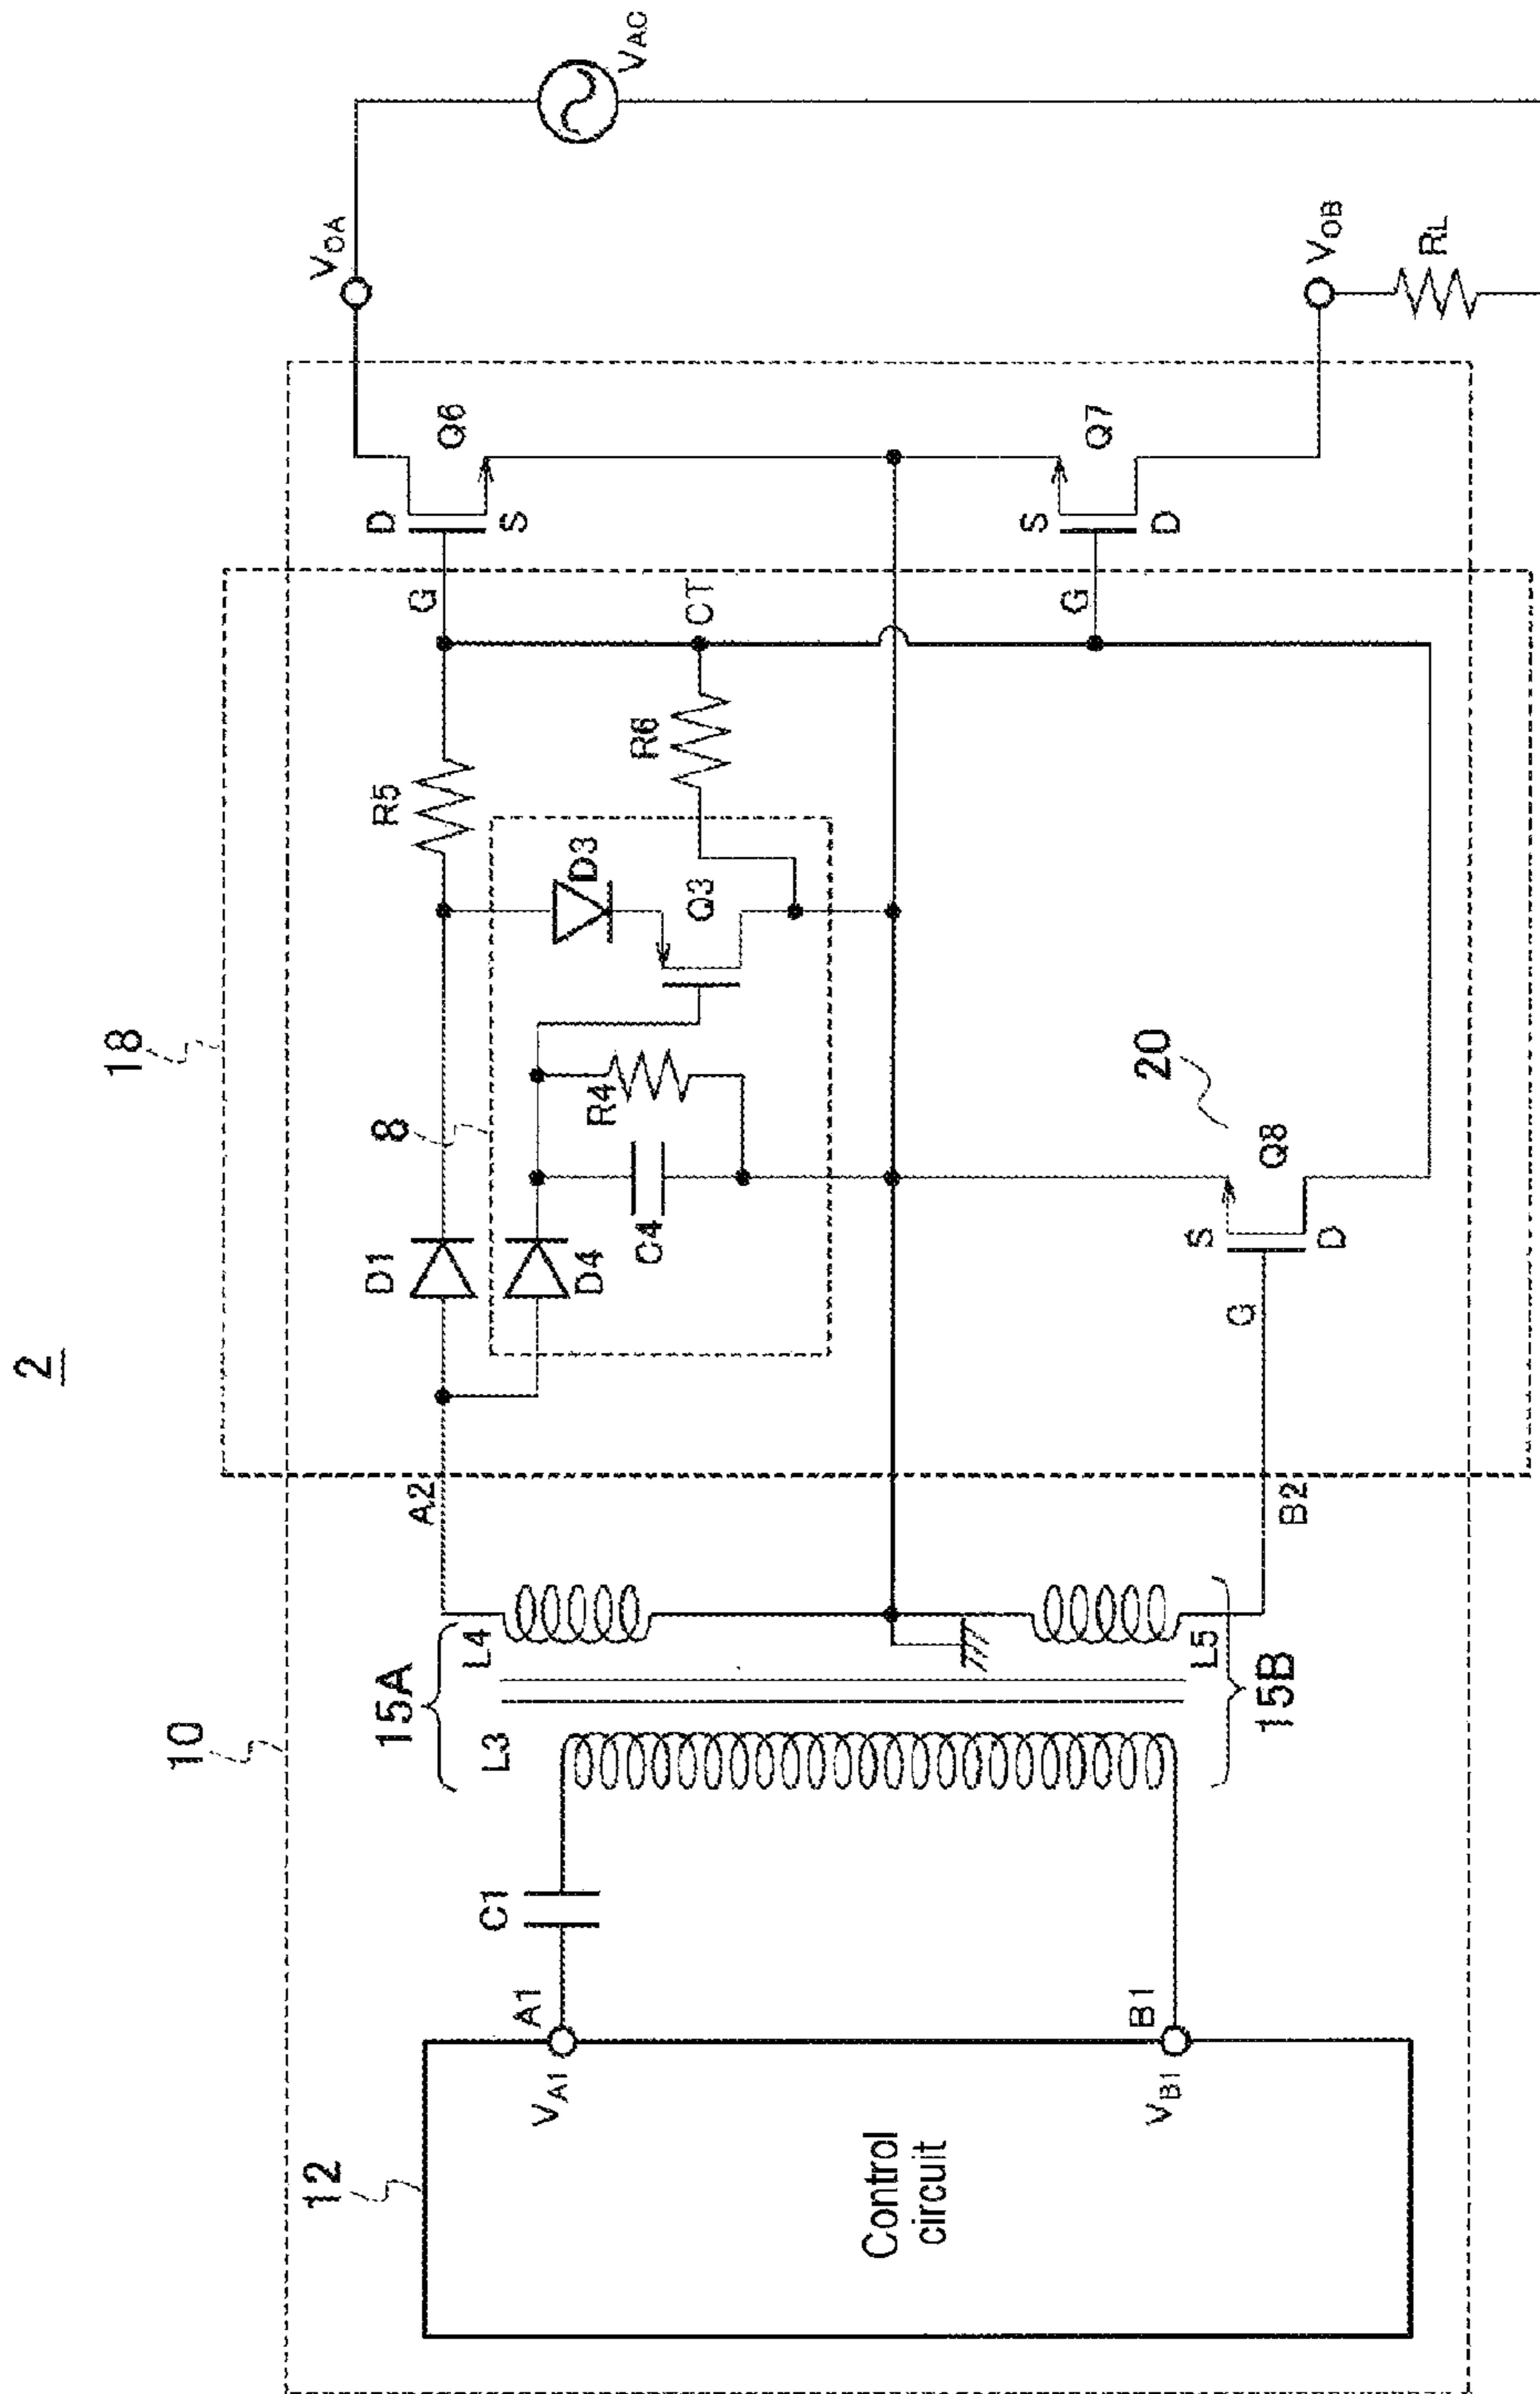 2
10
18
12
Control
circuit
VA1
A1
VB1
B1
C1
15A
L3
L4
L5
15B
A2
B2
D1
8
D4
C4
R4
D3
Q3
R5
R6
CT
G
D
S
Q6
G
S
D
Q7
20
G
S
D
Q8
VOA
VOB
VAC
RL